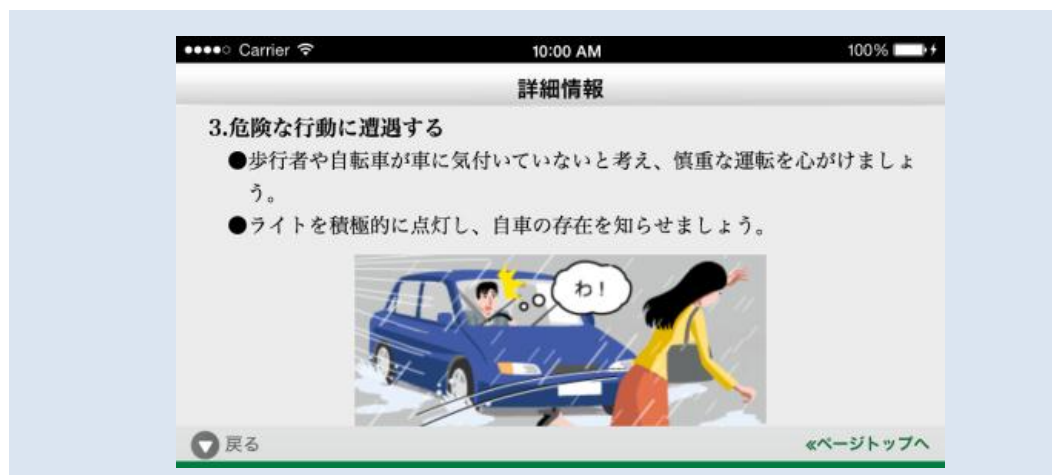 Carrier 10:00 AM 100%
詳細情報
3.危険な行動に遭遇する
●歩行者や自転車が車に気付いていないと考え、慎重な運転を心がけましょ
う。
●ライトを積極的に点灯し、自車の存在を知らせましょう。
わ!
戻る «ページトップへ